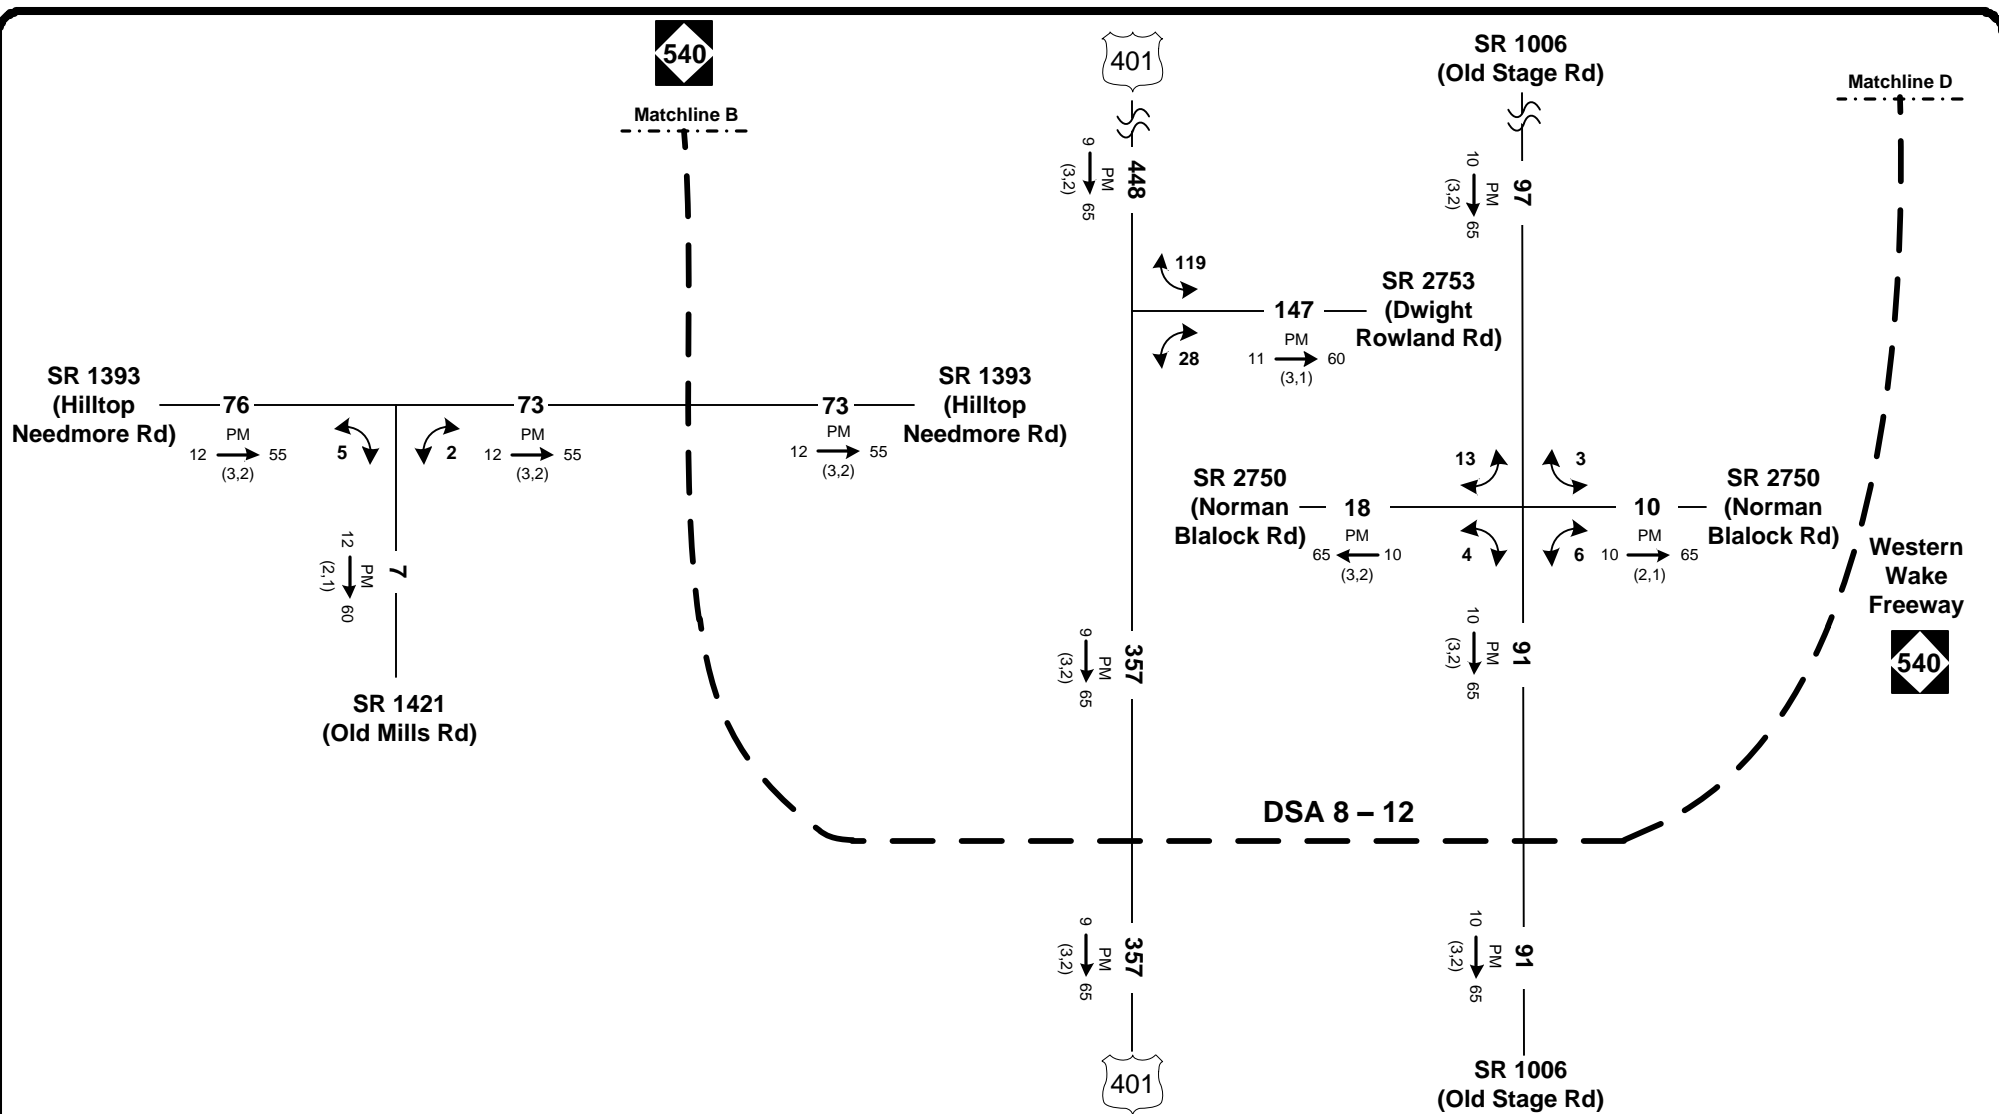 540
Matchline B
401
SR 1006
(Old Stage Rd)
Matchline D
9
PM
(3,2)
65
448
10
PM
(3,2)
65
97
119
28
147
PM
11
60
(3,1)
SR 2753
(Dwight
Rowland Rd)
SR 1393
(Hilltop
Needmore Rd)
76
PM
12
55
(3,2)
5
2
73
PM
12
55
(3,2)
73
PM
12
55
(3,2)
SR 1393
(Hilltop
Needmore Rd)
12
PM
(2,1)
60
7
SR 1421
(Old Mills Rd)
SR 2750
(Norman
Blalock Rd)
18
PM
65
10
(3,2)
13
3
4
6
10
PM
10
65
(2,1)
SR 2750
(Norman
Blalock Rd)
Western
Wake
Freeway
540
9
PM
(3,2)
65
357
10
PM
(3,2)
65
91
DSA 8 – 12
9
PM
(3,2)
65
357
10
PM
(3,2)
65
91
401
SR 1006
(Old Stage Rd)